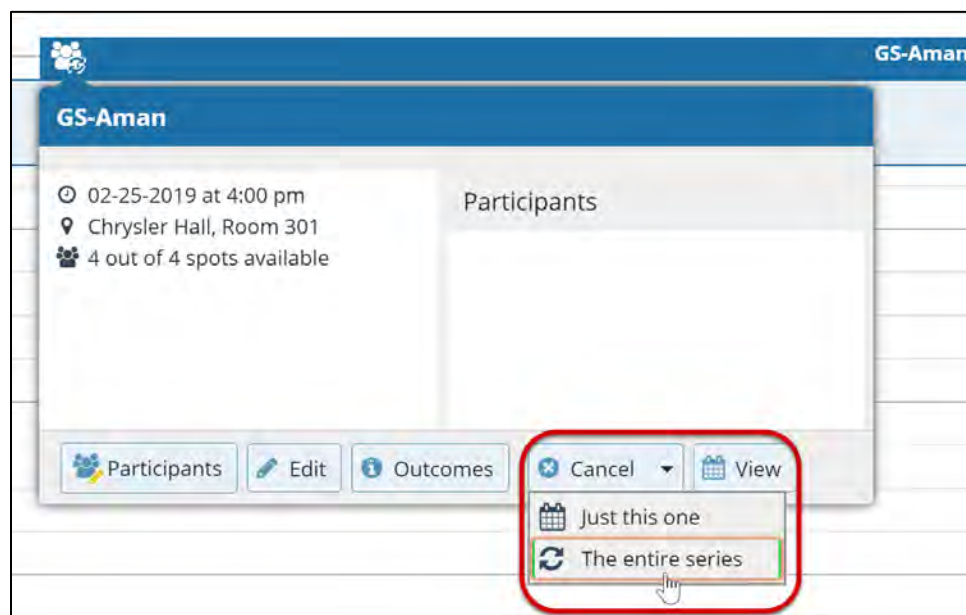 GS-Aman
GS-Aman
02-25-2019 at 4:00 pm
Chrysler Hall, Room 301
4 out of 4 spots available
Participants
Participants
Edit
Outcomes
Cancel
View
Just this one
The entire series